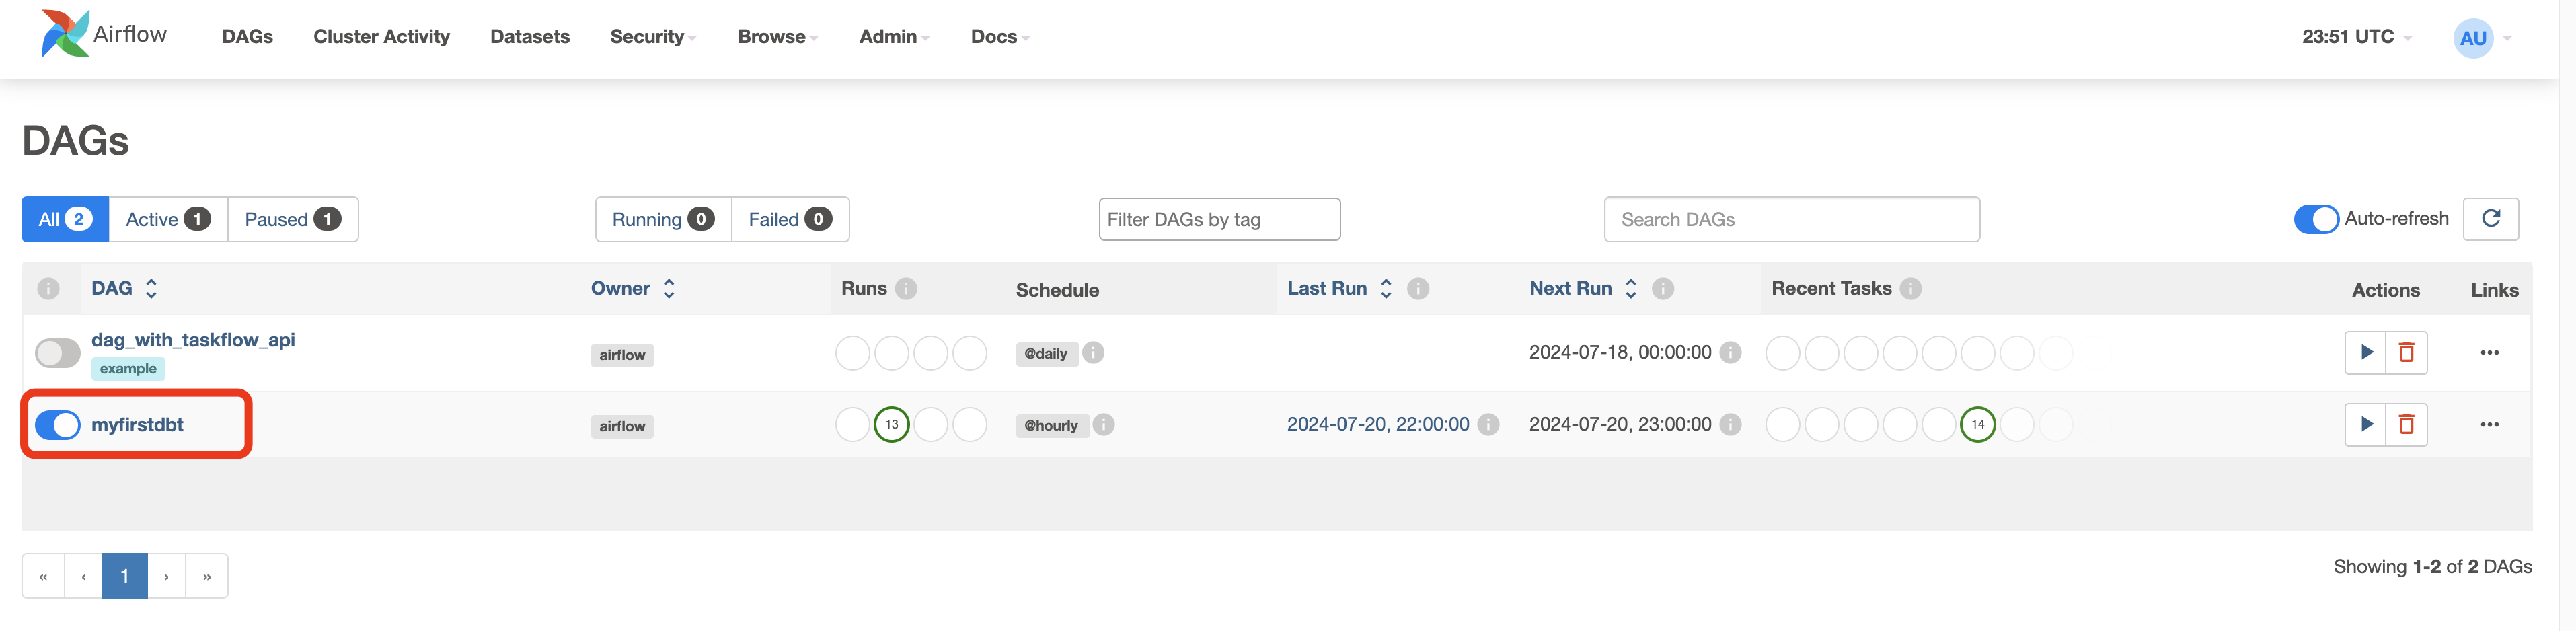 Airflow DAGs Cluster Activity Datasets Security Browse Admin Docs 23:51 UTC AU
DAGs
All 2 Active 1 Paused 1 Running 0 Failed 0 Filter DAGs by tag Search DAGs Auto-refresh
DAG Owner Runs Schedule Last Run Next Run Recent Tasks Actions Links
dag_with_taskflow_api
example airflow @daily 2024-07-18, 00:00:00
myfirstdbt airflow 13 @hourly 2024-07-20, 22:00:00 2024-07-20, 23:00:00 14
« ‹ 1 › »
Showing 1-2 of 2 DAGs